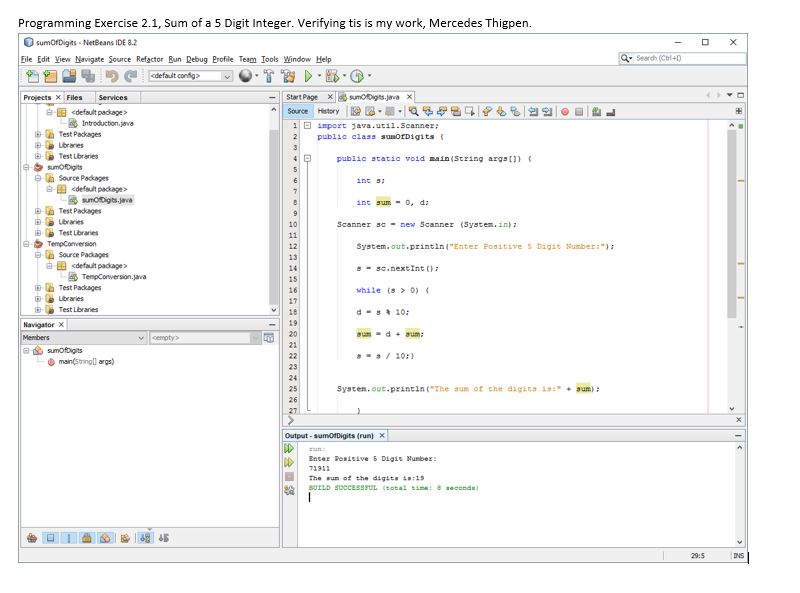 Programming Exercise 2.1, Sum of a 5 Digit Integer. Verifying tis is my work, Mercedes Thigpen.
sumOfDigits - NetBeans IDE 8.2
File Edit View Navigate Source Refactor Run Debug Profile Team Tools Window Help
Search (Ctrl+I)
<default config>
Projects Files Services
<default package>
Introduction.java
Test Packages
Libraries
Test Libraries
sumOfDigits
Source Packages
<default package>
sumOfDigits.java
Test Packages
Libraries
Test Libraries
TempConversion
Source Packages
<default package>
TempConversion.java
Test Packages
Libraries
Test Libraries
Navigator
Members <empty>
sumOfDigits
main(String[] args)
Start Page sumOfDigits.java
Source History
1 import java.util.Scanner;
2 public class sumOfDigits {
3
4 public static void main(String args[]) {
5
6 int s;
7
8 int sum = 0, d;
9
10 Scanner sc = new Scanner (System.in);
11
12 System.out.println("Enter Positive 5 Digit Number:");
13
14 s = sc.nextInt();
15
16 while (s > 0) {
17
18 d = s % 10;
19
20 sum = d + sum;
21
22 s = s / 10;}
23
24
25 System.out.println("The sum of the digits is:" + sum);
26
27 }
Output - sumOfDigits (run)
run:
Enter Positive 5 Digit Number:
71911
The sum of the digits is:19
BUILD SUCCESSFUL (total time: 8 seconds)
29:5 INS